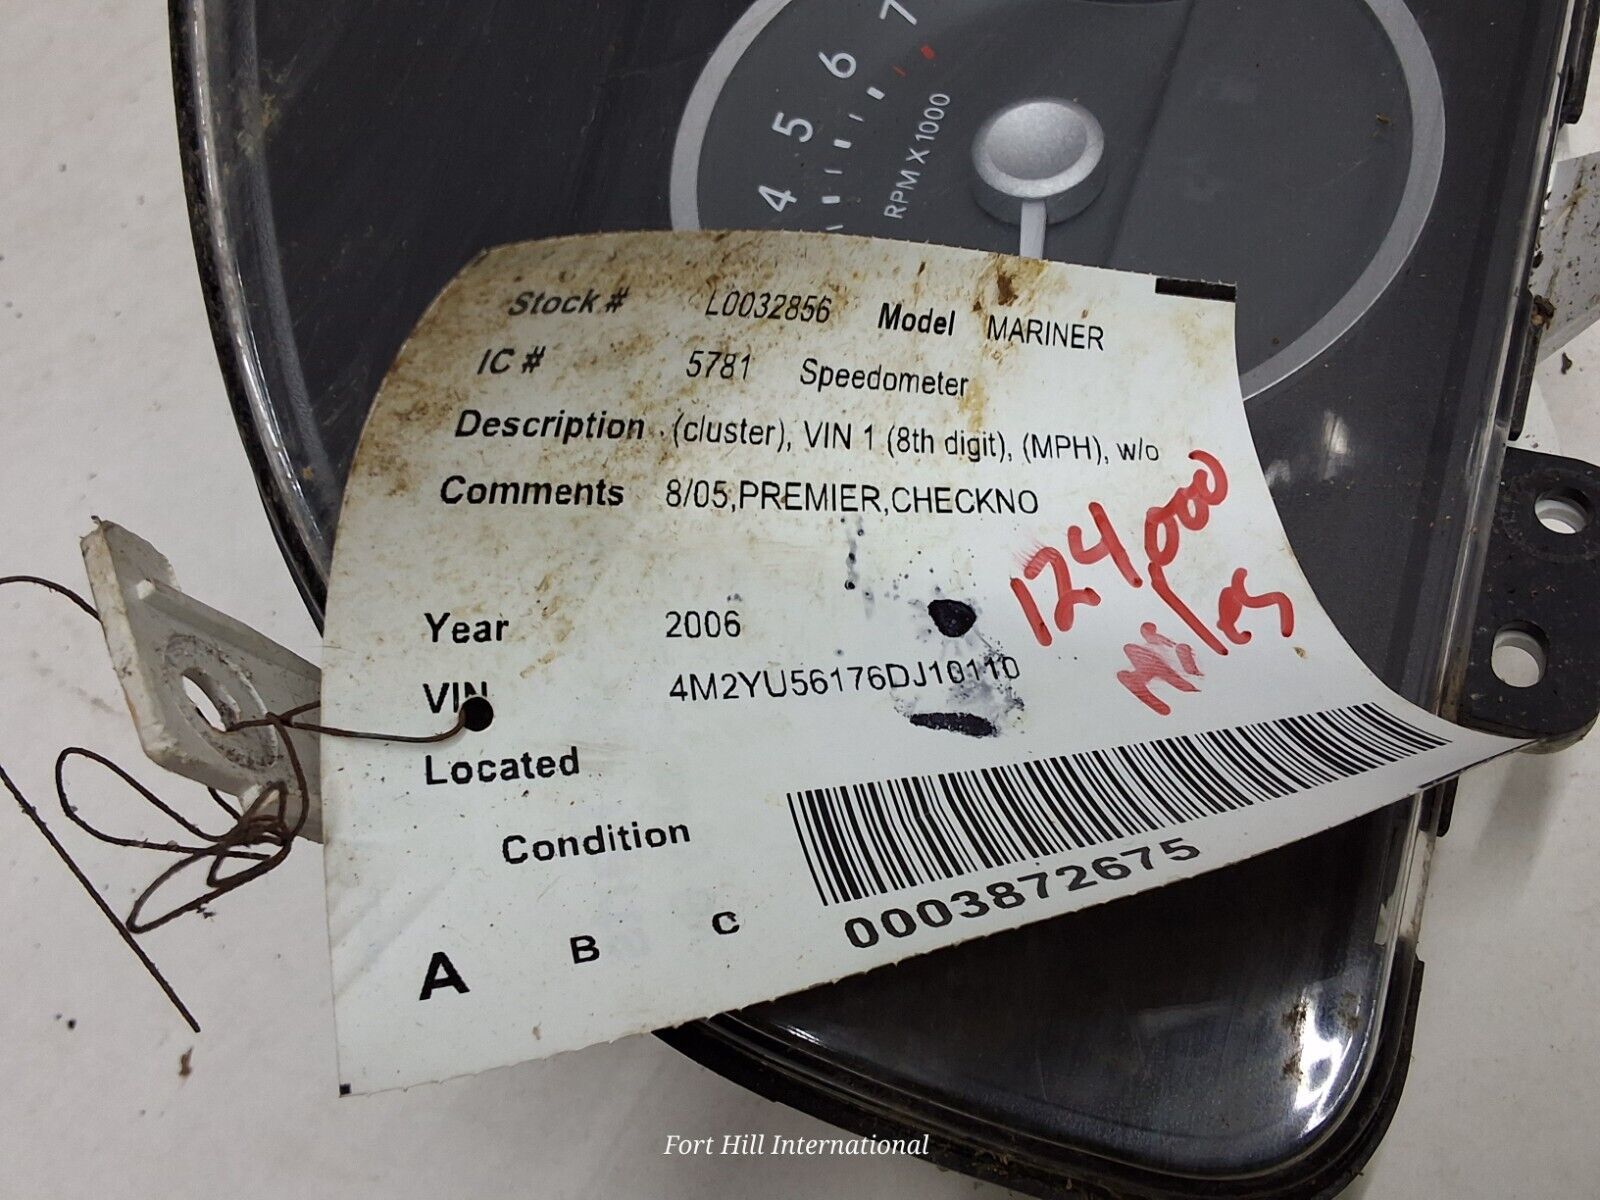 7
6
5
4
RPM X 1000
Stock # L0032856 Model MARINER
IC # 5781 Speedometer
Description (cluster), VIN 1 (8th digit), (MPH), w/o
Comments 8/05,PREMIER,CHECKNO
124,000
Miles
Year 2006
VIN 4M2YU56176DJ10110
Located
Condition
A B C
0003872675
Fort Hill International